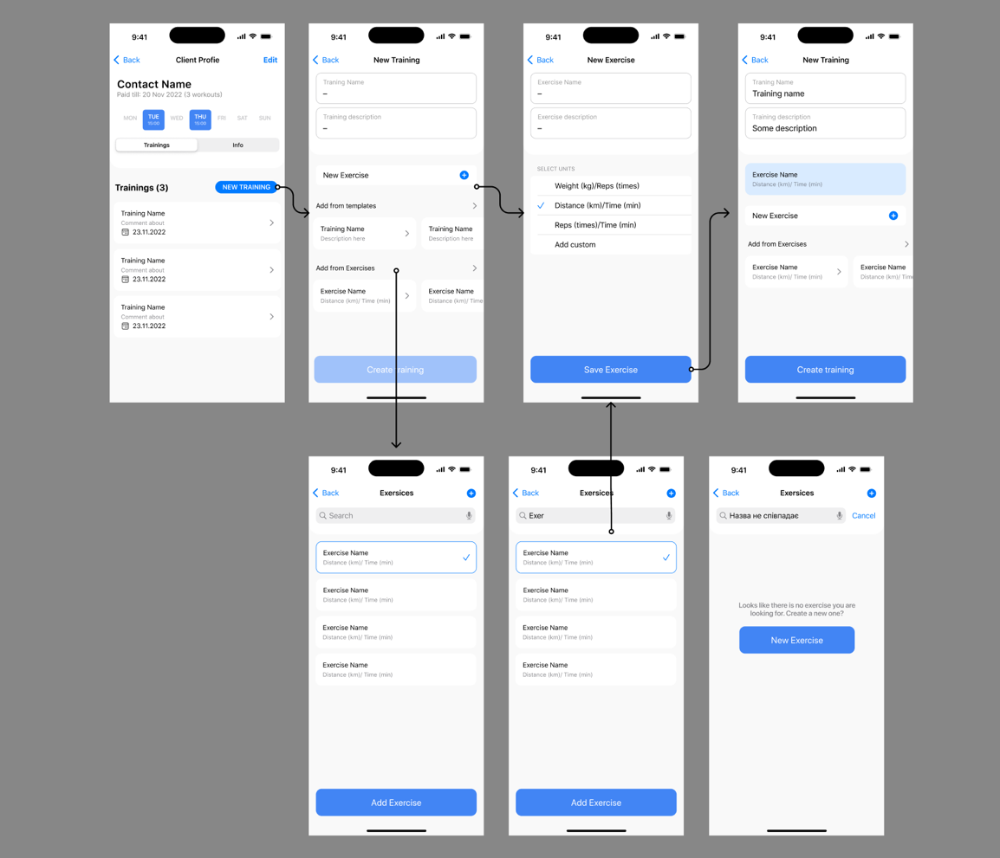 9:41
Back
Client Profie
Edit
Contact Name
Paid till: 20 Nov 2022 (3 workouts)
MON TUE WED THU FRI SAT SUN
15:00 15:00
Trainings Info
Trainings (3) NEW TRAINING
Training Name
Comment about
23.11.2022
Training Name
Comment about
23.11.2022
Training Name
Comment about
23.11.2022
9:41
Back
New Training
Traning Name
–
Training description
–
New Exercise
Add from templates
Training Name Training Name
Description here Description here
Add from Exercises
Exercise Name Exercise Name
Distance (km)/ Time (min) Distance (km)/ Time
Create training
9:41
Back
New Exercise
Exercise Name
–
Exercise description
–
SELECT UNITS
Weight (kg)/Reps (times)
Distance (km)/Time (min)
Reps (times)/Time (min)
Add custom
Save Exercise
9:41
Back
New Training
Traning Name
Training name
Training description
Some description
Exercise Name
Distance (km)/ Time (min)
New Exercise
Add from Exercises
Exercise Name Exercise Name
Distance (km)/ Time (min) Distance (km)/ Tim
Create training
9:41
Back
Exersices
Search
Exercise Name
Distance (km)/ Time (min)
Exercise Name
Distance (km)/ Time (min)
Exercise Name
Distance (km)/ Time (min)
Exercise Name
Distance (km)/ Time (min)
Add Exercise
9:41
Back
Exersices
Exer
Exercise Name
Distance (km)/ Time (min)
Exercise Name
Distance (km)/ Time (min)
Exercise Name
Distance (km)/ Time (min)
Exercise Name
Distance (km)/ Time (min)
Add Exercise
9:41
Back
Exersices
Назва не співпадає
Cancel
Looks like there is no exercise you are
looking for. Create a new one?
New Exercise